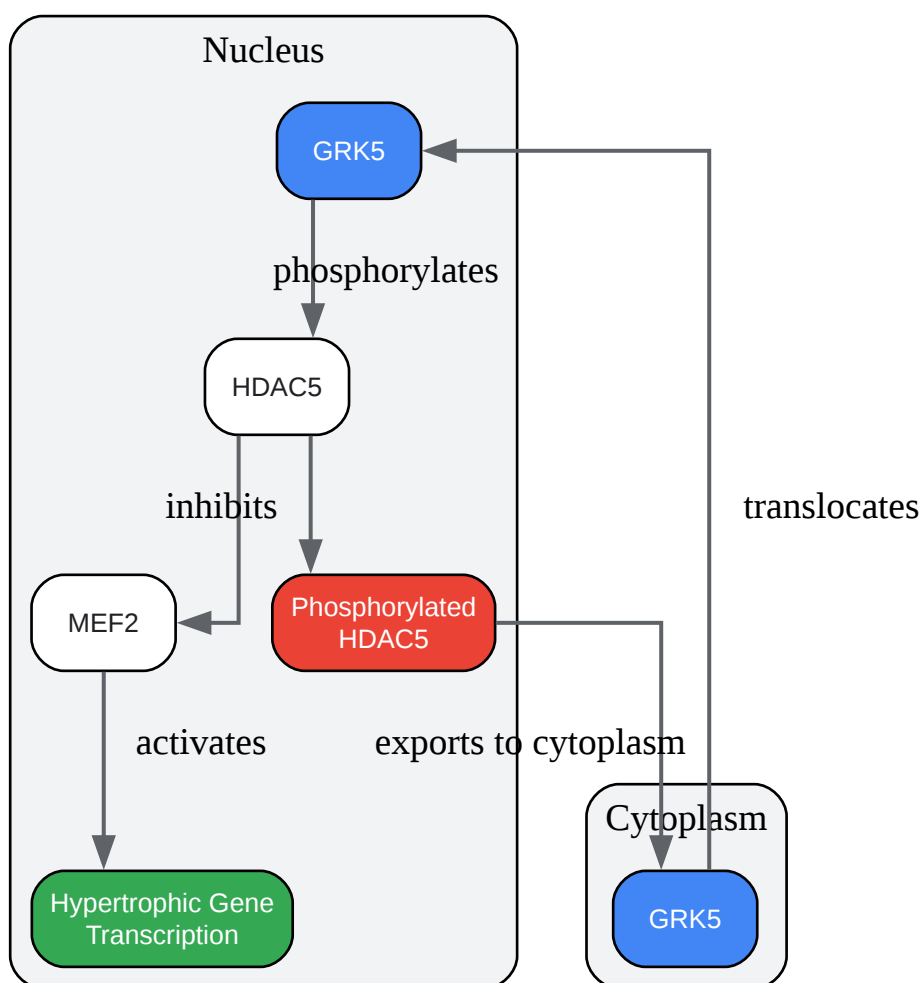 Nucleus
GRK5
phosphorylates
HDAC5
inhibits
translocates
MEF2
Phosphorylated
HDAC5
activates
exports to cytoplasm
Cytoplasm
Hypertrophic Gene
Transcription
GRK5